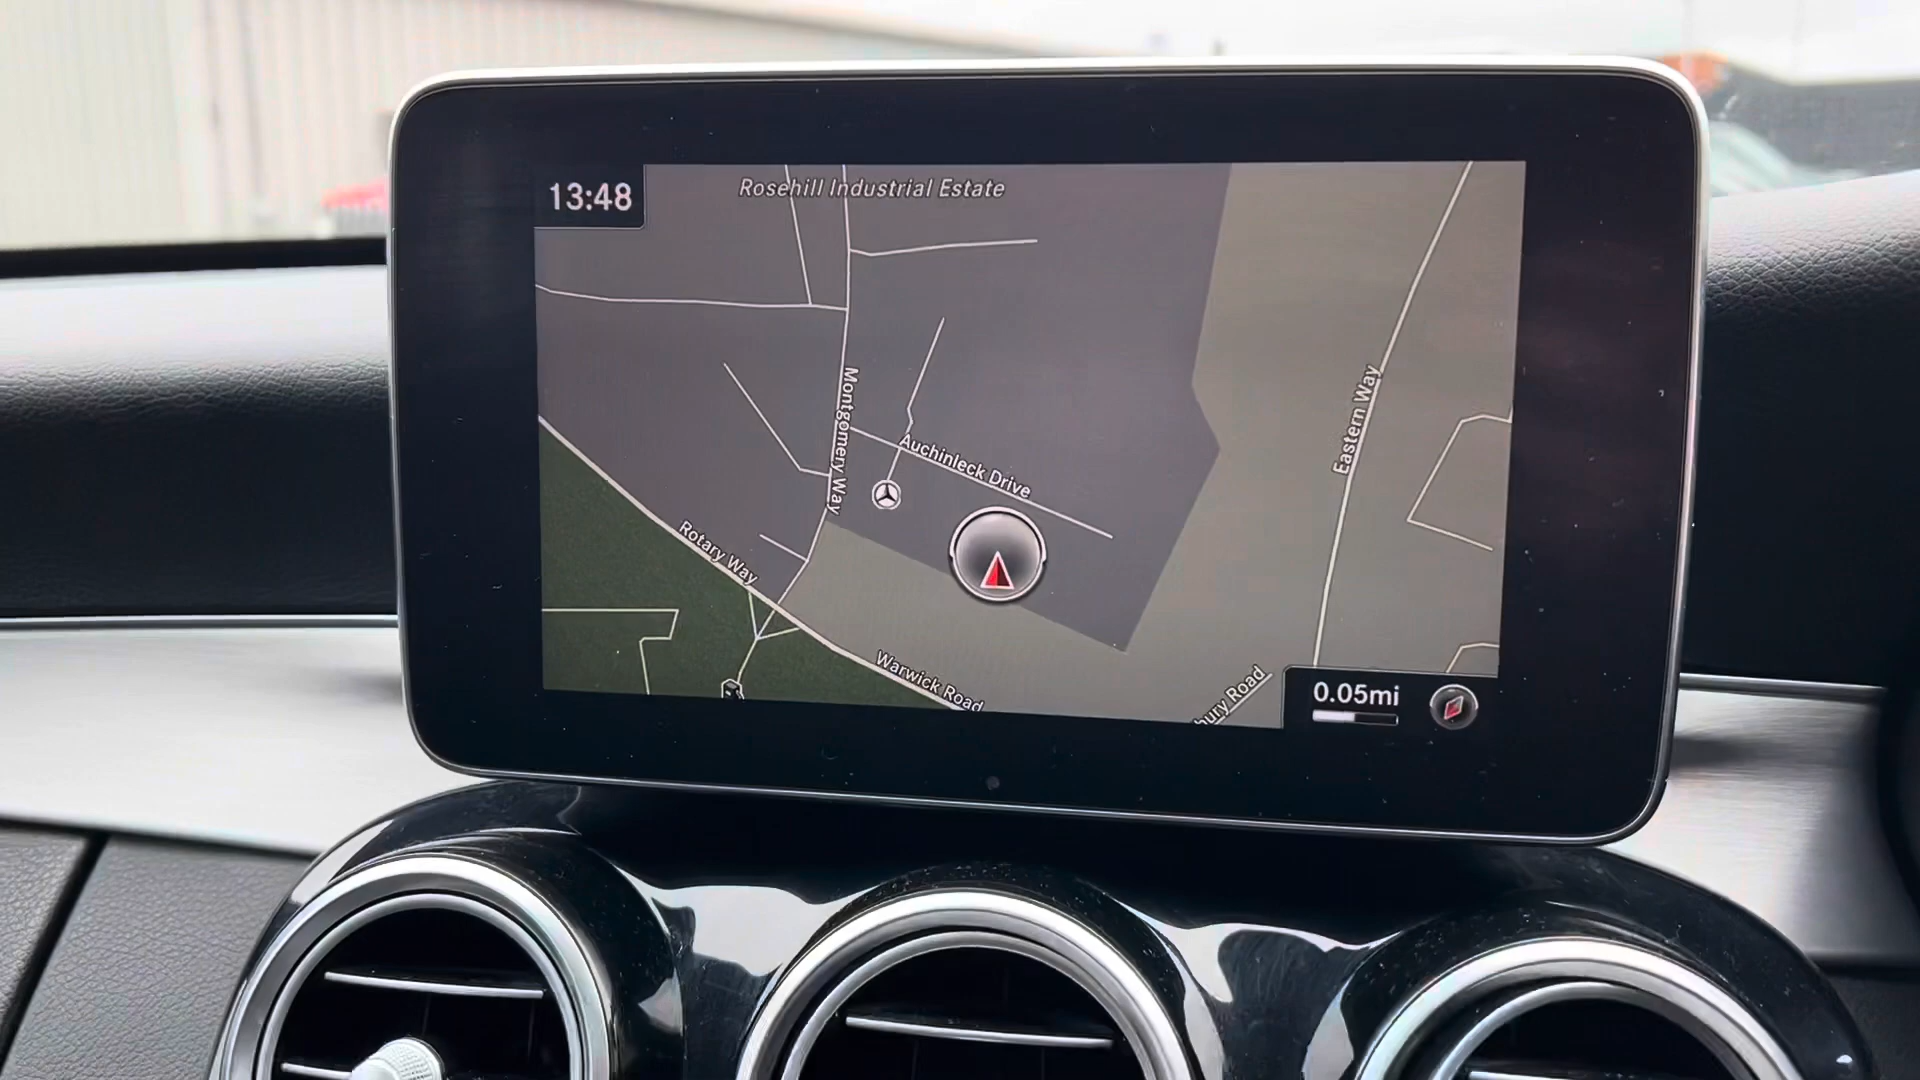 13:48
Rosehill Industrial Estate
Montgomery Way
Auchinleck Drive
Eastern Way
Rotary Way
Warwick Road
bury Road
0.05mi